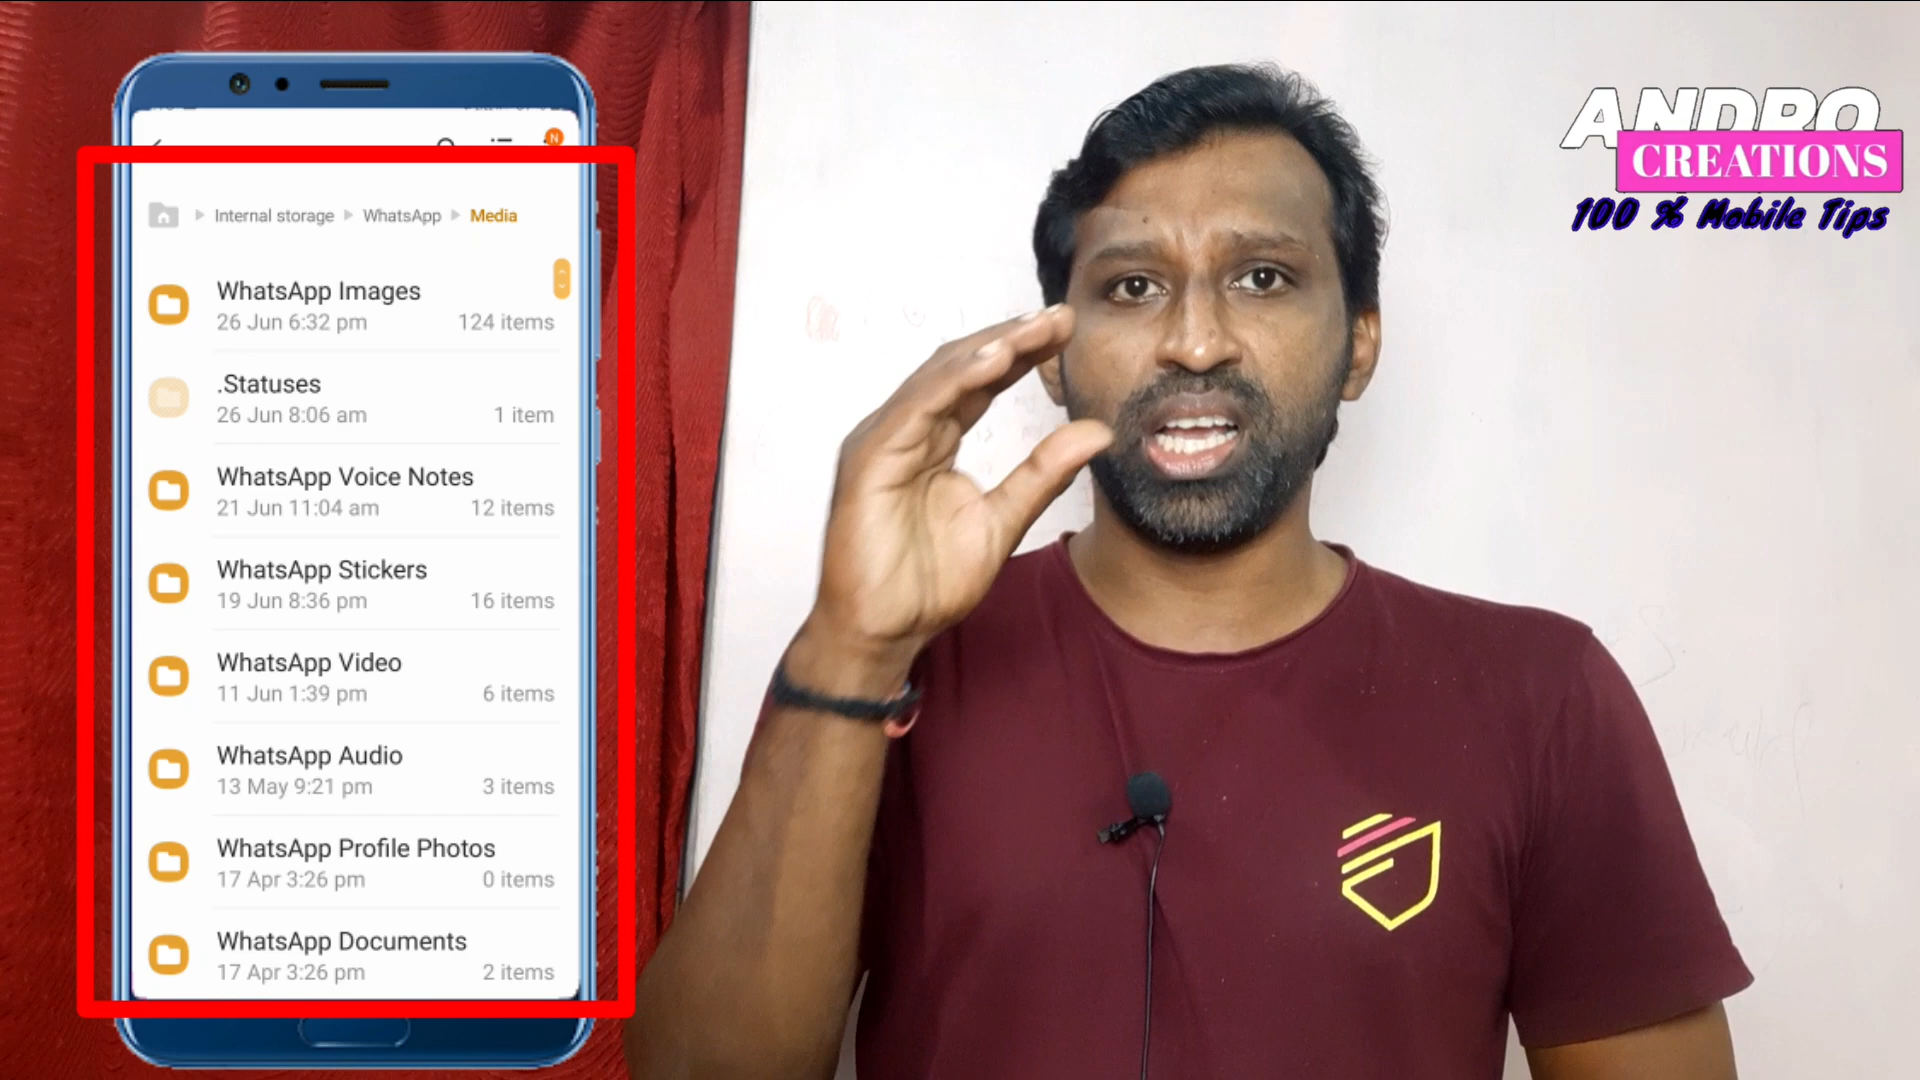 N
Internal storage WhatsApp Media
WhatsApp Images
26 Jun 6:32 pm 124 items
.Statuses
26 Jun 8:06 am 1 item
WhatsApp Voice Notes
21 Jun 11:04 am 12 items
WhatsApp Stickers
19 Jun 8:36 pm 16 items
WhatsApp Video
11 Jun 1:39 pm 6 items
WhatsApp Audio
13 May 9:21 pm 3 items
WhatsApp Profile Photos
17 Apr 3:26 pm 0 items
WhatsApp Documents
17 Apr 3:26 pm 2 items
ANDRO
CREATIONS
100 % Mobile Tips